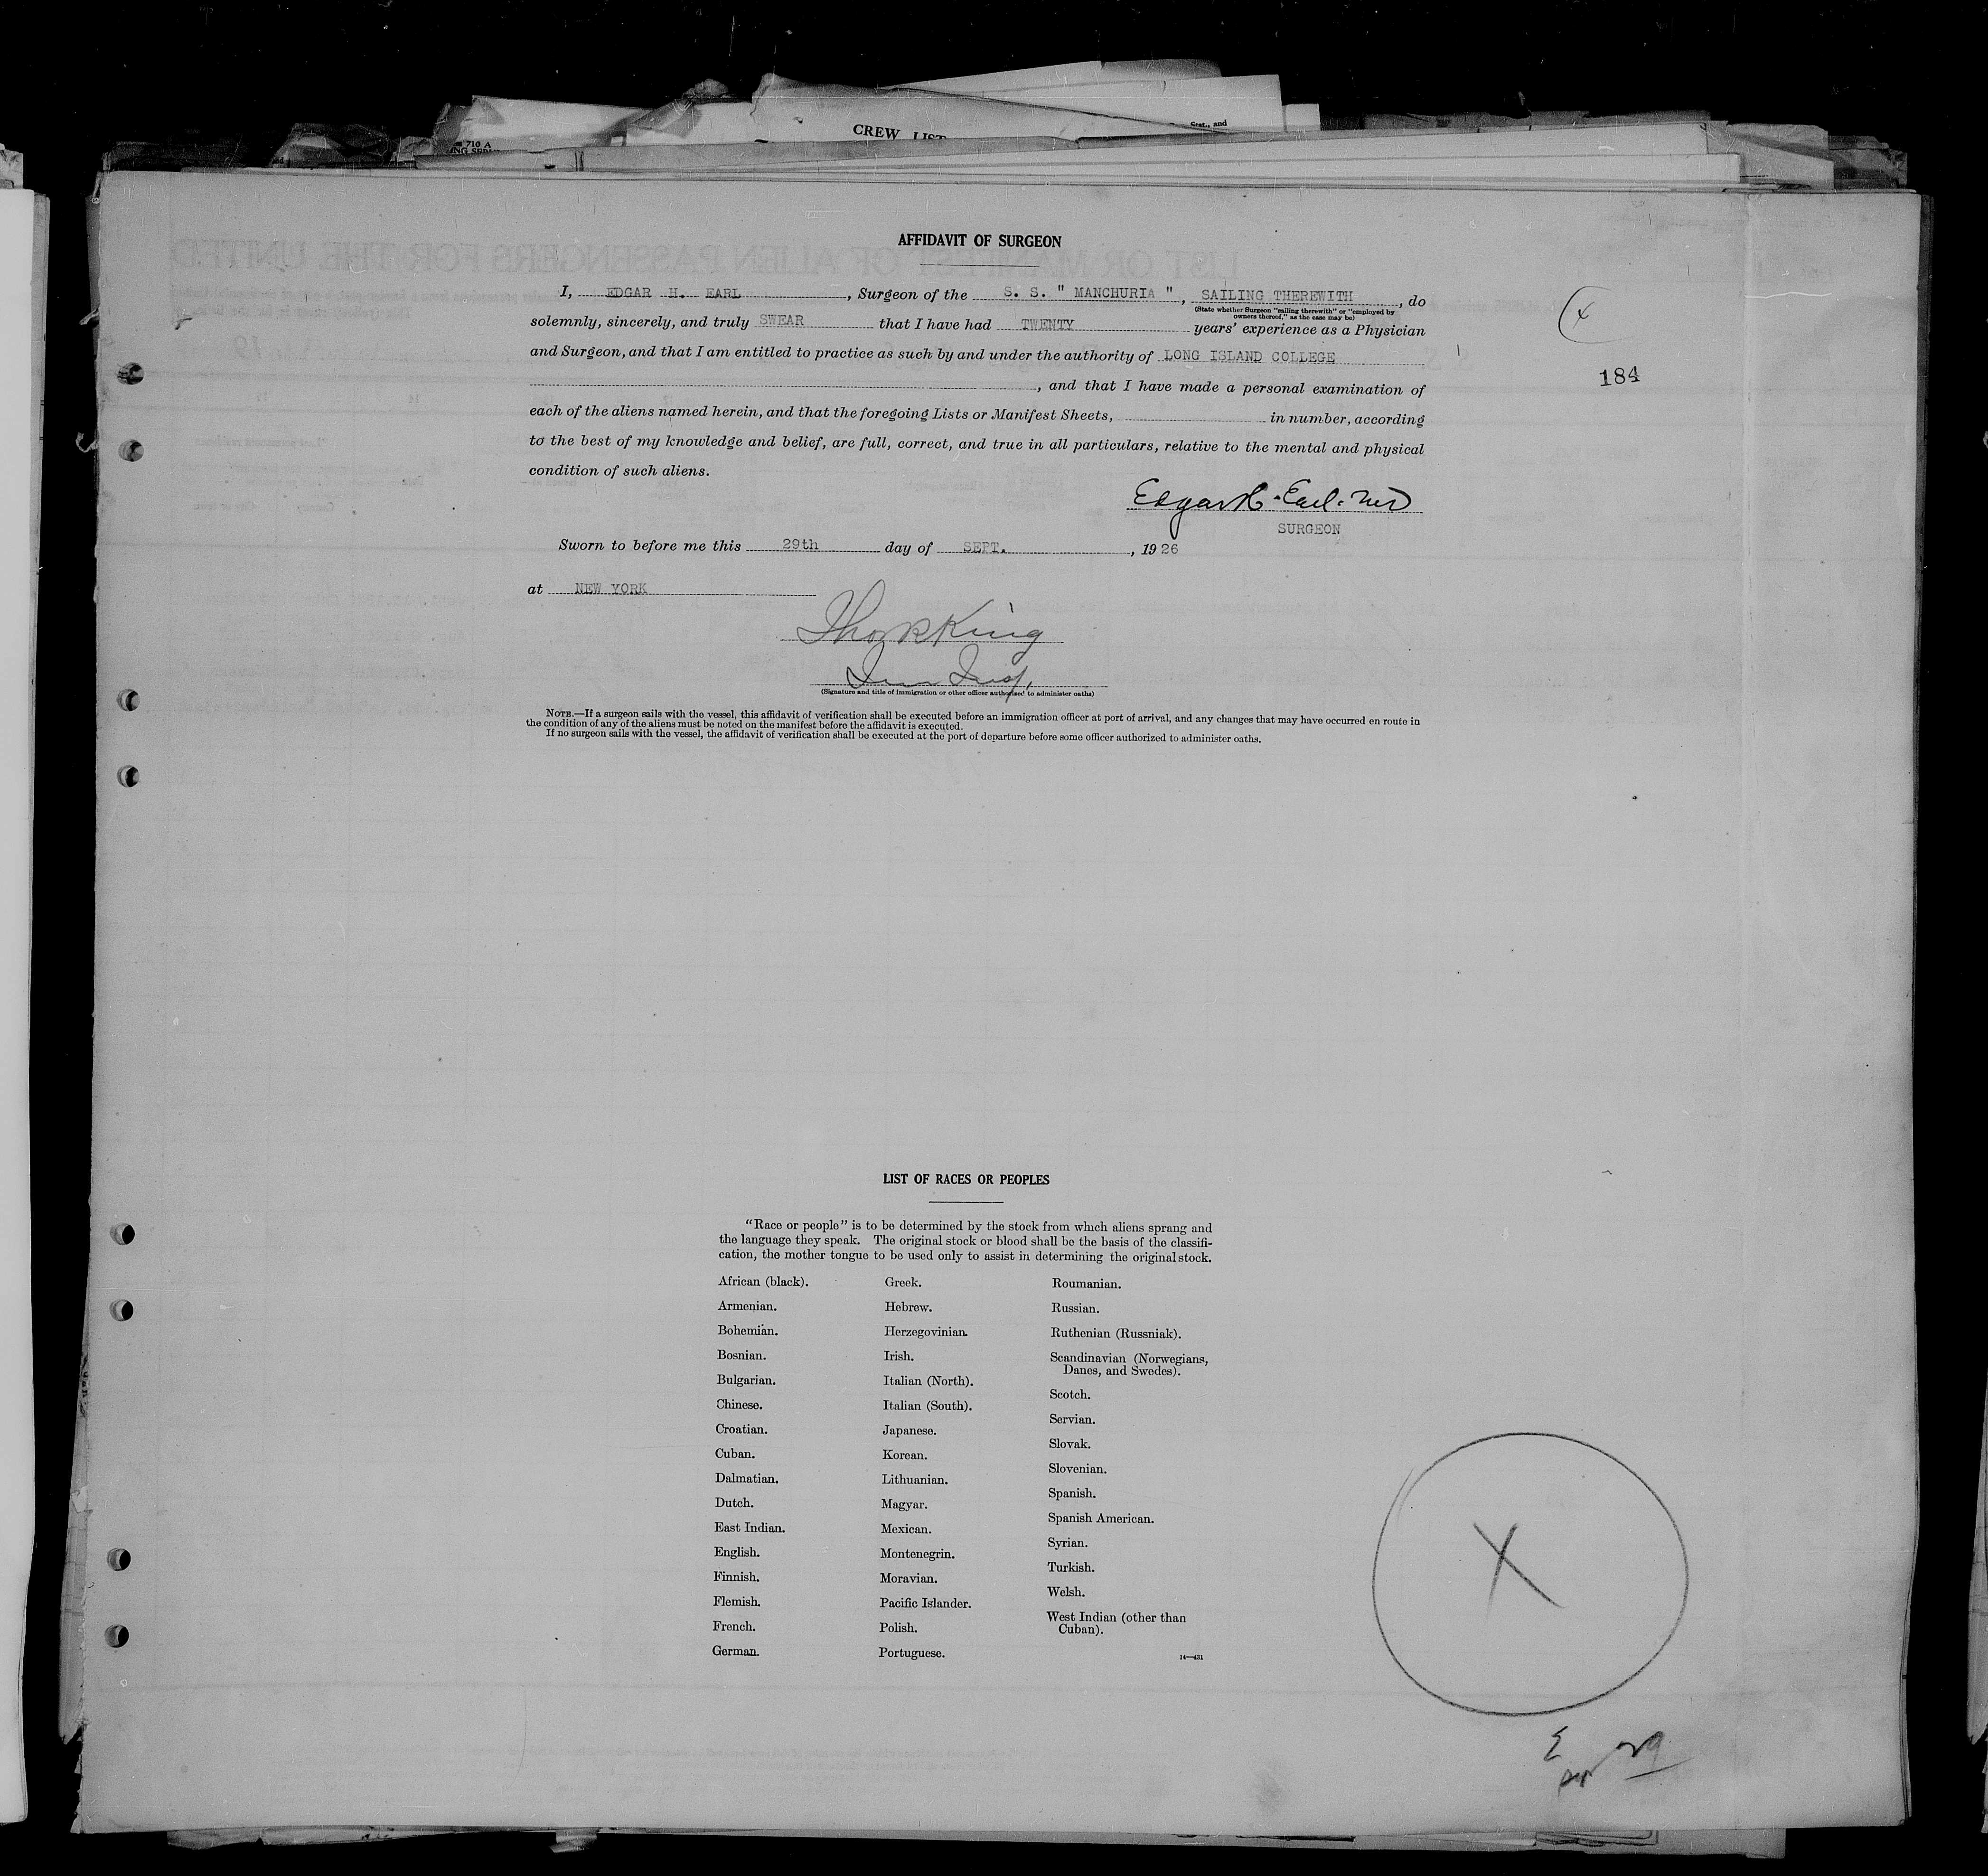 CREW LIST
710 A
Stat., and
AFFIDAVIT OF SURGEON
I, EDGAR H. EARL, Surgeon of the S. S. " MANCHURIA ", SAILING THEREWITH, do
(State whether Surgeon "sailing therewith" or "employed by
owners thereof," as the case may be)
solemnly, sincerely, and truly SWEAR that I have had TWENTY years' experience as a Physician
and Surgeon, and that I am entitled to practice as such by and under the authority of LONG ISLAND COLLEGE
, and that I have made a personal examination of
each of the aliens named herein, and that the foregoing Lists or Manifest Sheets, in number, according
to the best of my knowledge and belief, are full, correct, and true in all particulars, relative to the mental and physical
condition of such aliens.
184
Edgar H. Earl. MD
SURGEON
Sworn to before me this 29th day of SEPT., 1926
at NEW YORK
Thos R King
Imm Insp.
(Signature and title of immigration or other officer authorized to administer oaths)
NOTE.—If a surgeon sails with the vessel, this affidavit of verification shall be executed before an immigration officer at port of arrival, and any changes that may have occurred en route in
the condition of any of the aliens must be noted on the manifest before the affidavit is executed.
If no surgeon sails with the vessel, the affidavit of verification shall be executed at the port of departure before some officer authorized to administer oaths.
LIST OF RACES OR PEOPLES
"Race or people" is to be determined by the stock from which aliens sprang and
the language they speak. The original stock or blood shall be the basis of the classifi-
cation, the mother tongue to be used only to assist in determining the original stock.
African (black).
Armenian.
Bohemian.
Bosnian.
Bulgarian.
Chinese.
Croatian.
Cuban.
Dalmatian.
Dutch.
East Indian.
English.
Finnish.
Flemish.
French.
German.
Greek.
Hebrew.
Herzegovinian.
Irish.
Italian (North).
Italian (South).
Japanese.
Korean.
Lithuanian.
Magyar.
Mexican.
Montenegrin.
Moravian.
Pacific Islander.
Polish.
Portuguese.
Roumanian.
Russian.
Ruthenian (Russniak).
Scandinavian (Norwegians,
Danes, and Swedes).
Scotch.
Servian.
Slovak.
Slovenian.
Spanish.
Spanish American.
Syrian.
Turkish.
Welsh.
West Indian (other than
Cuban).
14—431
X